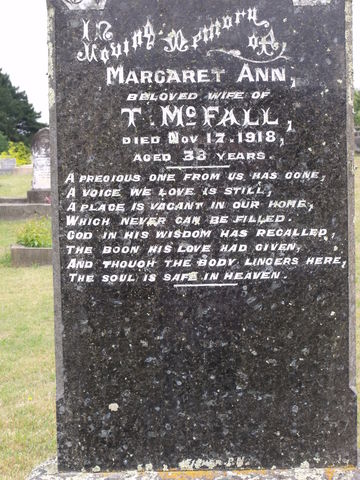 In
Loving Memory
of
Margaret Ann,
beloved wife of
T. McFall,
died Nov 17. 1918,
aged 33 years.
A precious one from us has gone,
A voice we love is still,
A place is vacant in our home,
Which never can be filled.
God in his wisdom has recalled,
The boon his love had given,
And though the body lingers here,
The soul is safe in heaven.